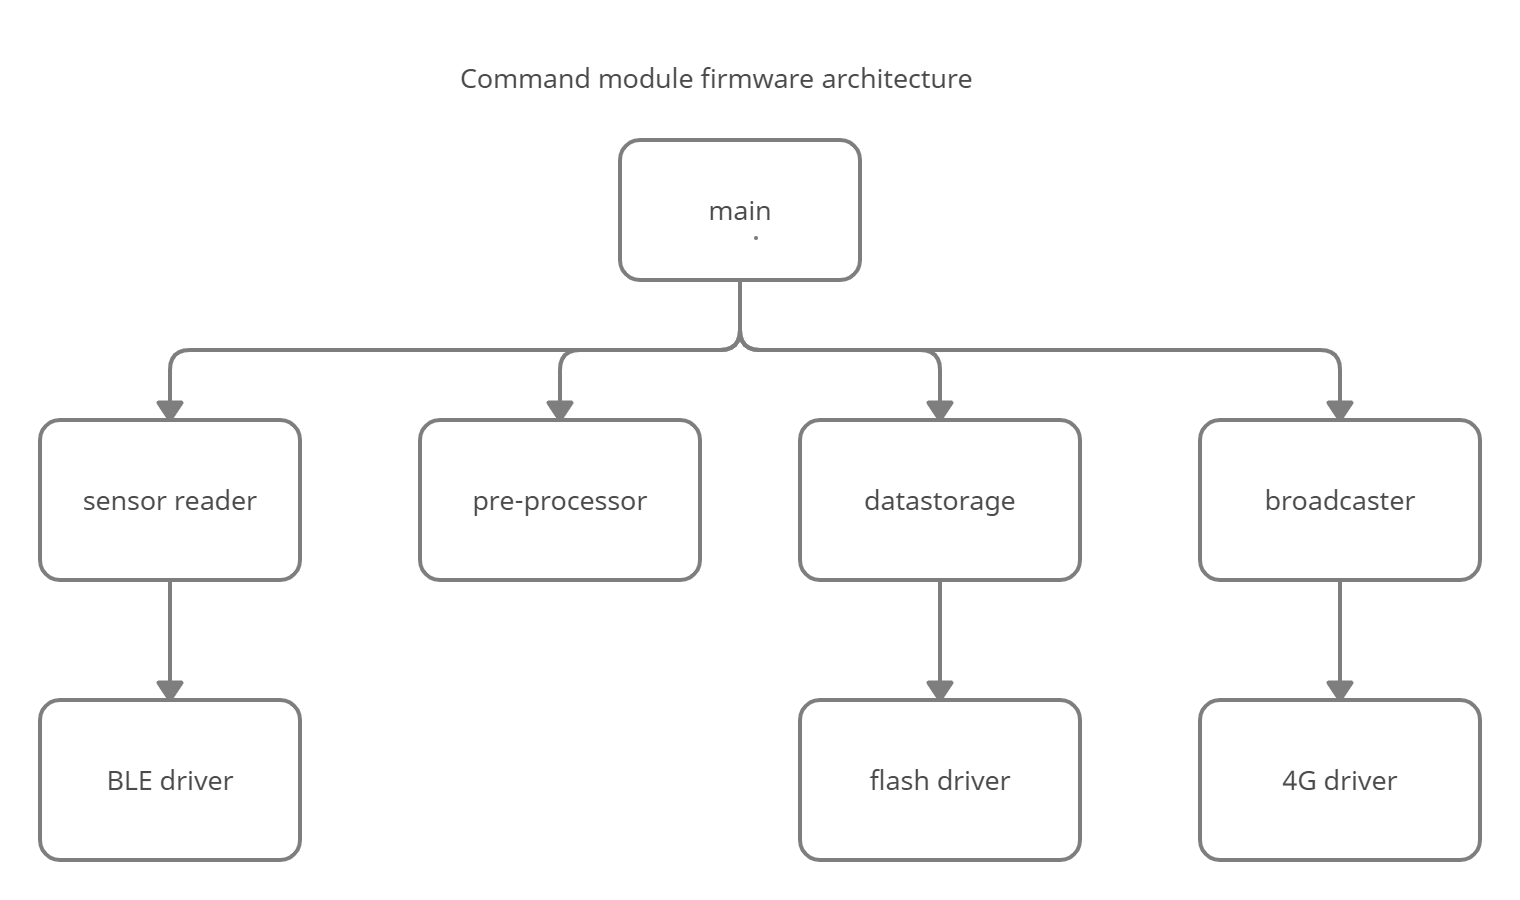 Command module firmware architecture
main
sensor reader
pre-processor
datastorage
broadcaster
BLE driver
flash driver
4G driver